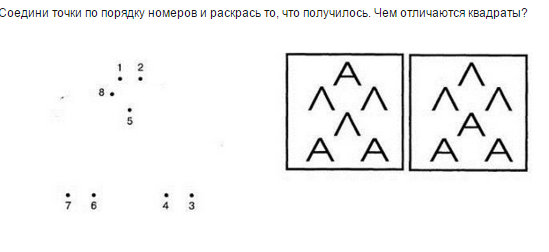 Соедини точки по порядку номеров и раскрась то, что получилось. Чем отличаются квадраты?
1 2
8
5
7 6 4 3
А Λ
Λ Λ Λ Λ
Λ А
А А А А